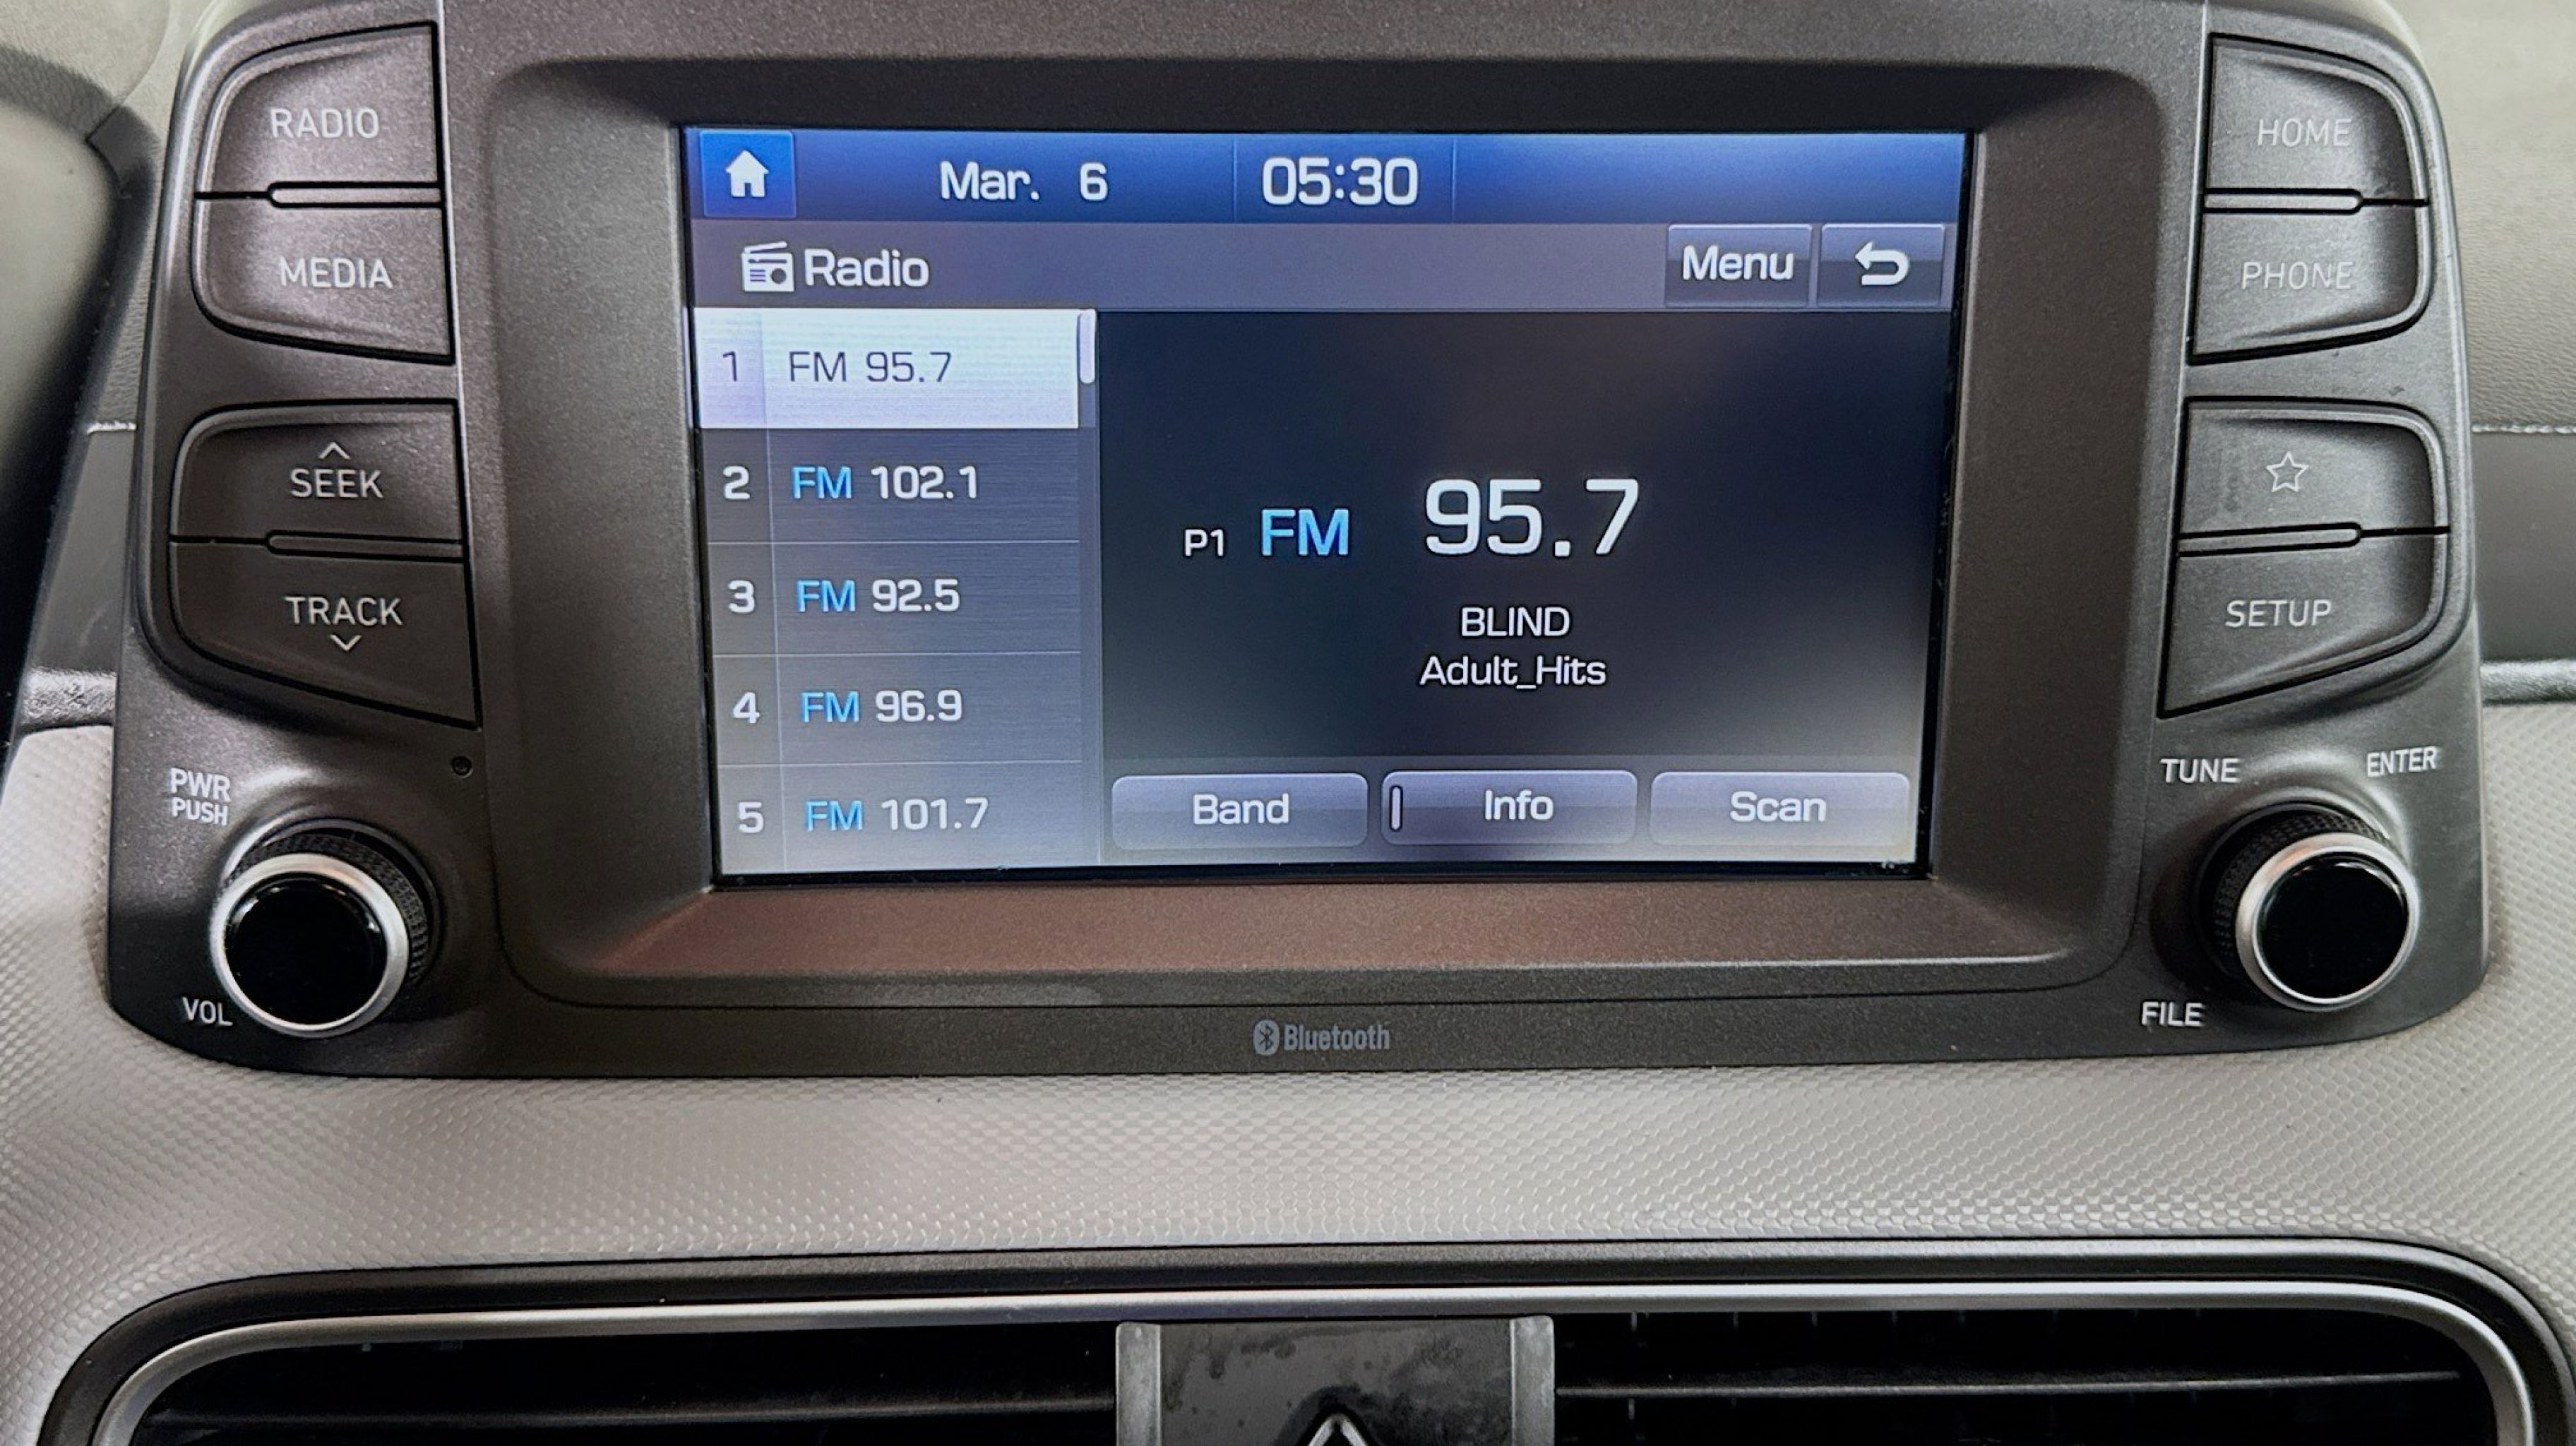 RADIO
MEDIA
SEEK
TRACK
PWR
PUSH
VOL
Mar. 6 05:30
Radio Menu
1 FM 95.7
2 FM 102.1
3 FM 92.5
4 FM 96.9
5 FM 101.7
P1 FM 95.7
BLIND
Adult_Hits
Band Info Scan
HOME
PHONE
SETUP
TUNE ENTER
FILE
Bluetooth